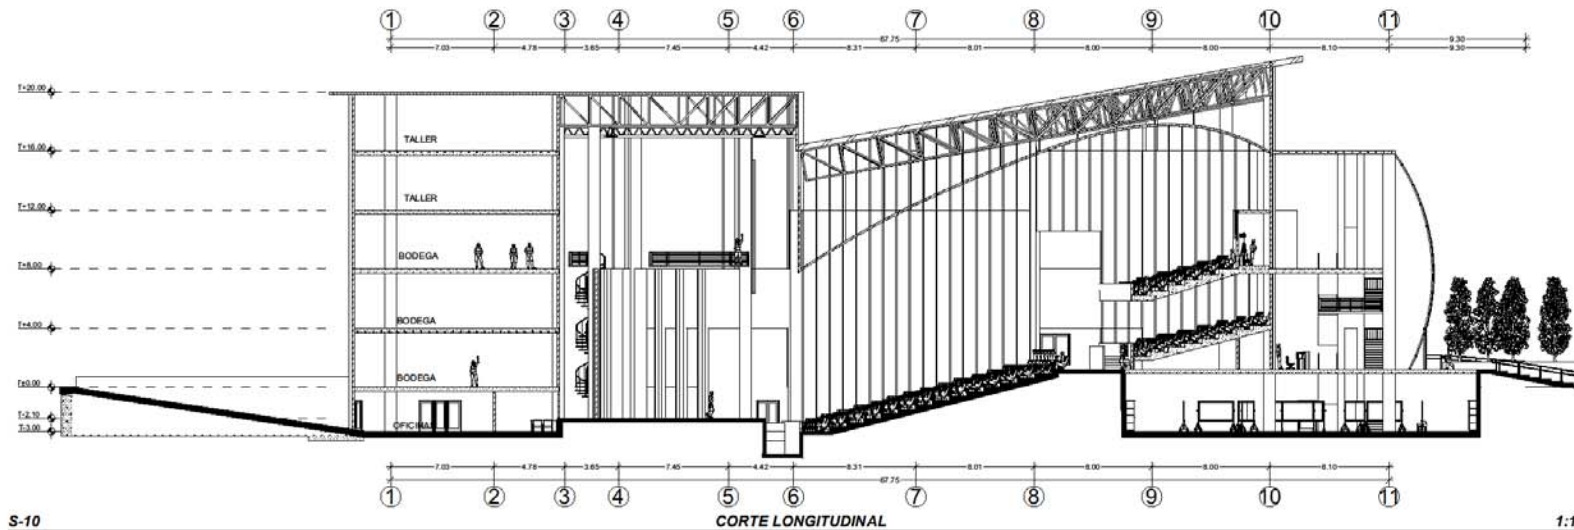 1 2 3 4 5 6 7 8 9 10 11
67.75 9.30
7.03 4.78 3.65 7.45 4.42 8.31 8.01 8.00 8.00 8.10 9.30
T+20.00
TALLER
T+16.00
TALLER
T+12.00
BODEGA
T+8.00
BODEGA
T+4.00
BODEGA
T±0.00
T-2.10
OFICINAS
T-3.00
7.03 4.78 3.65 7.45 4.42 8.31 8.01 8.00 8.00 8.10
67.75
1 2 3 4 5 6 7 8 9 10 11
S-10 CORTE LONGITUDINAL 1:1